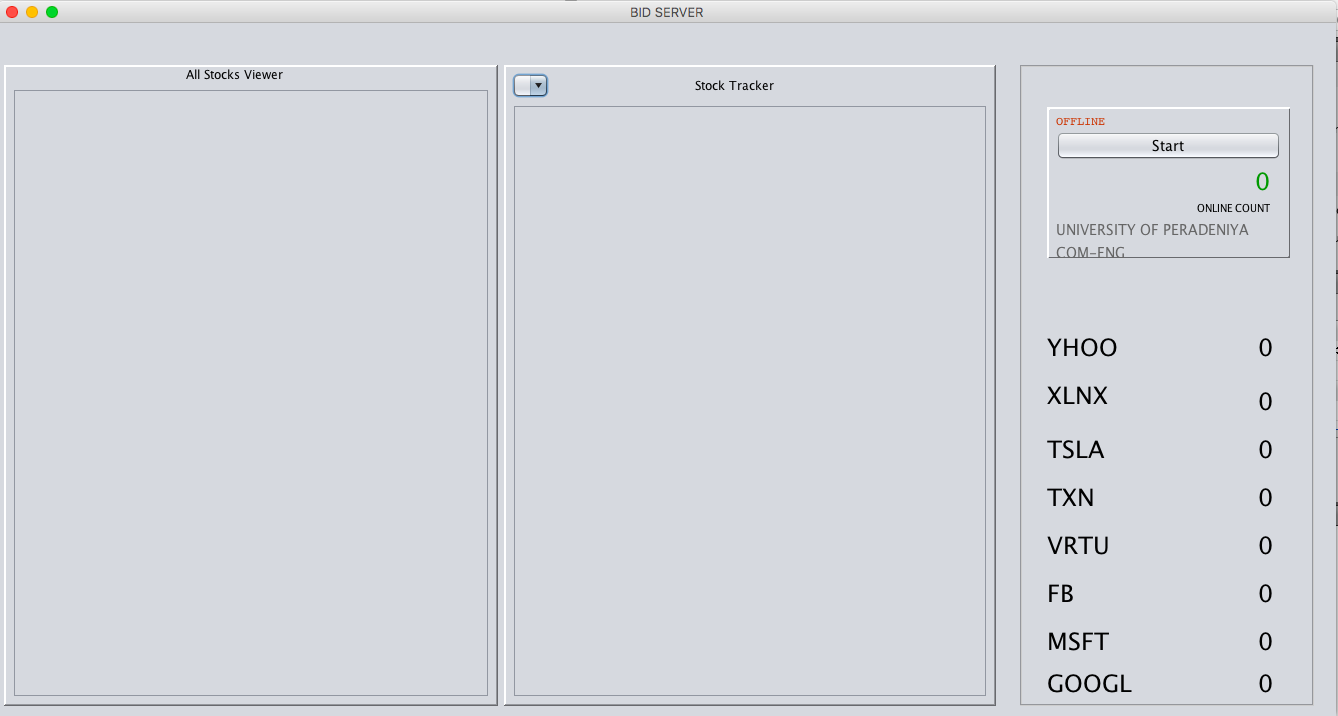 BID SERVER
All Stocks Viewer
Stock Tracker
OFFLINE
Start
0
ONLINE COUNT
UNIVERSITY OF PERADENIYA
COM-ENG
YHOO 0
XLNX 0
TSLA 0
TXN 0
VRTU 0
FB 0
MSFT 0
GOOGL 0